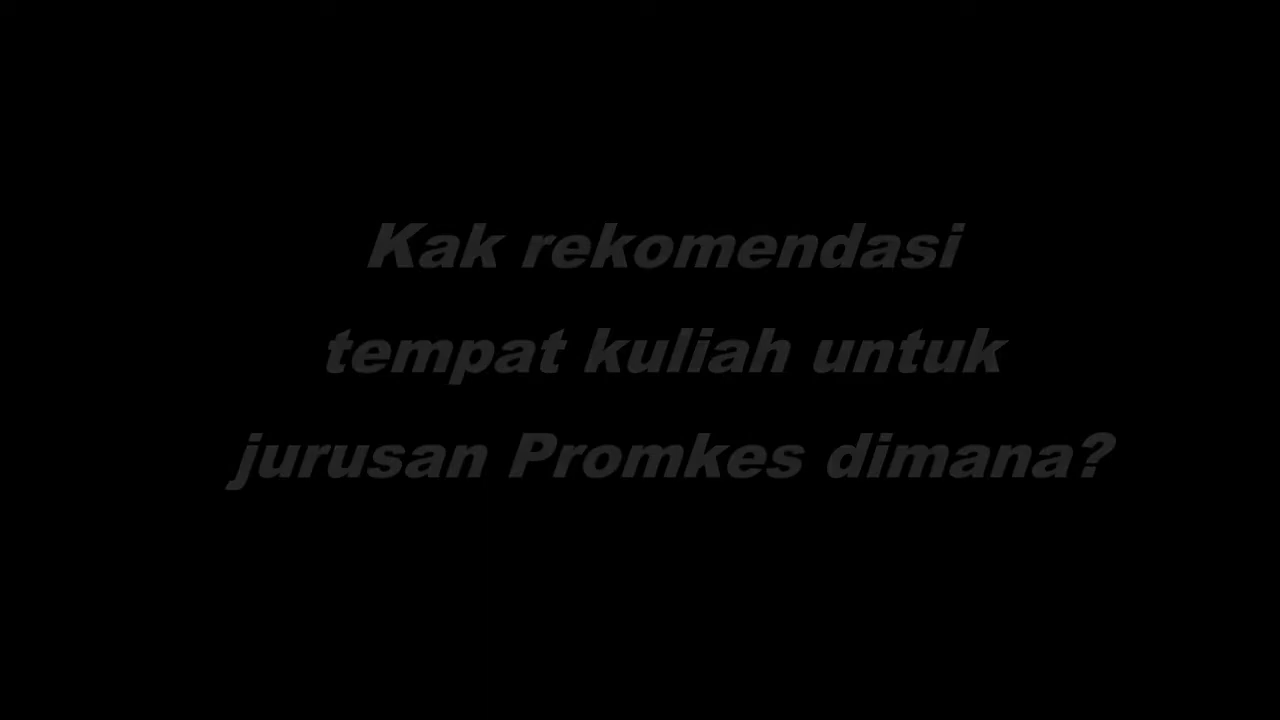 Kak rekomendasi
tempat kuliah untuk
jurusan Promkes dimana?